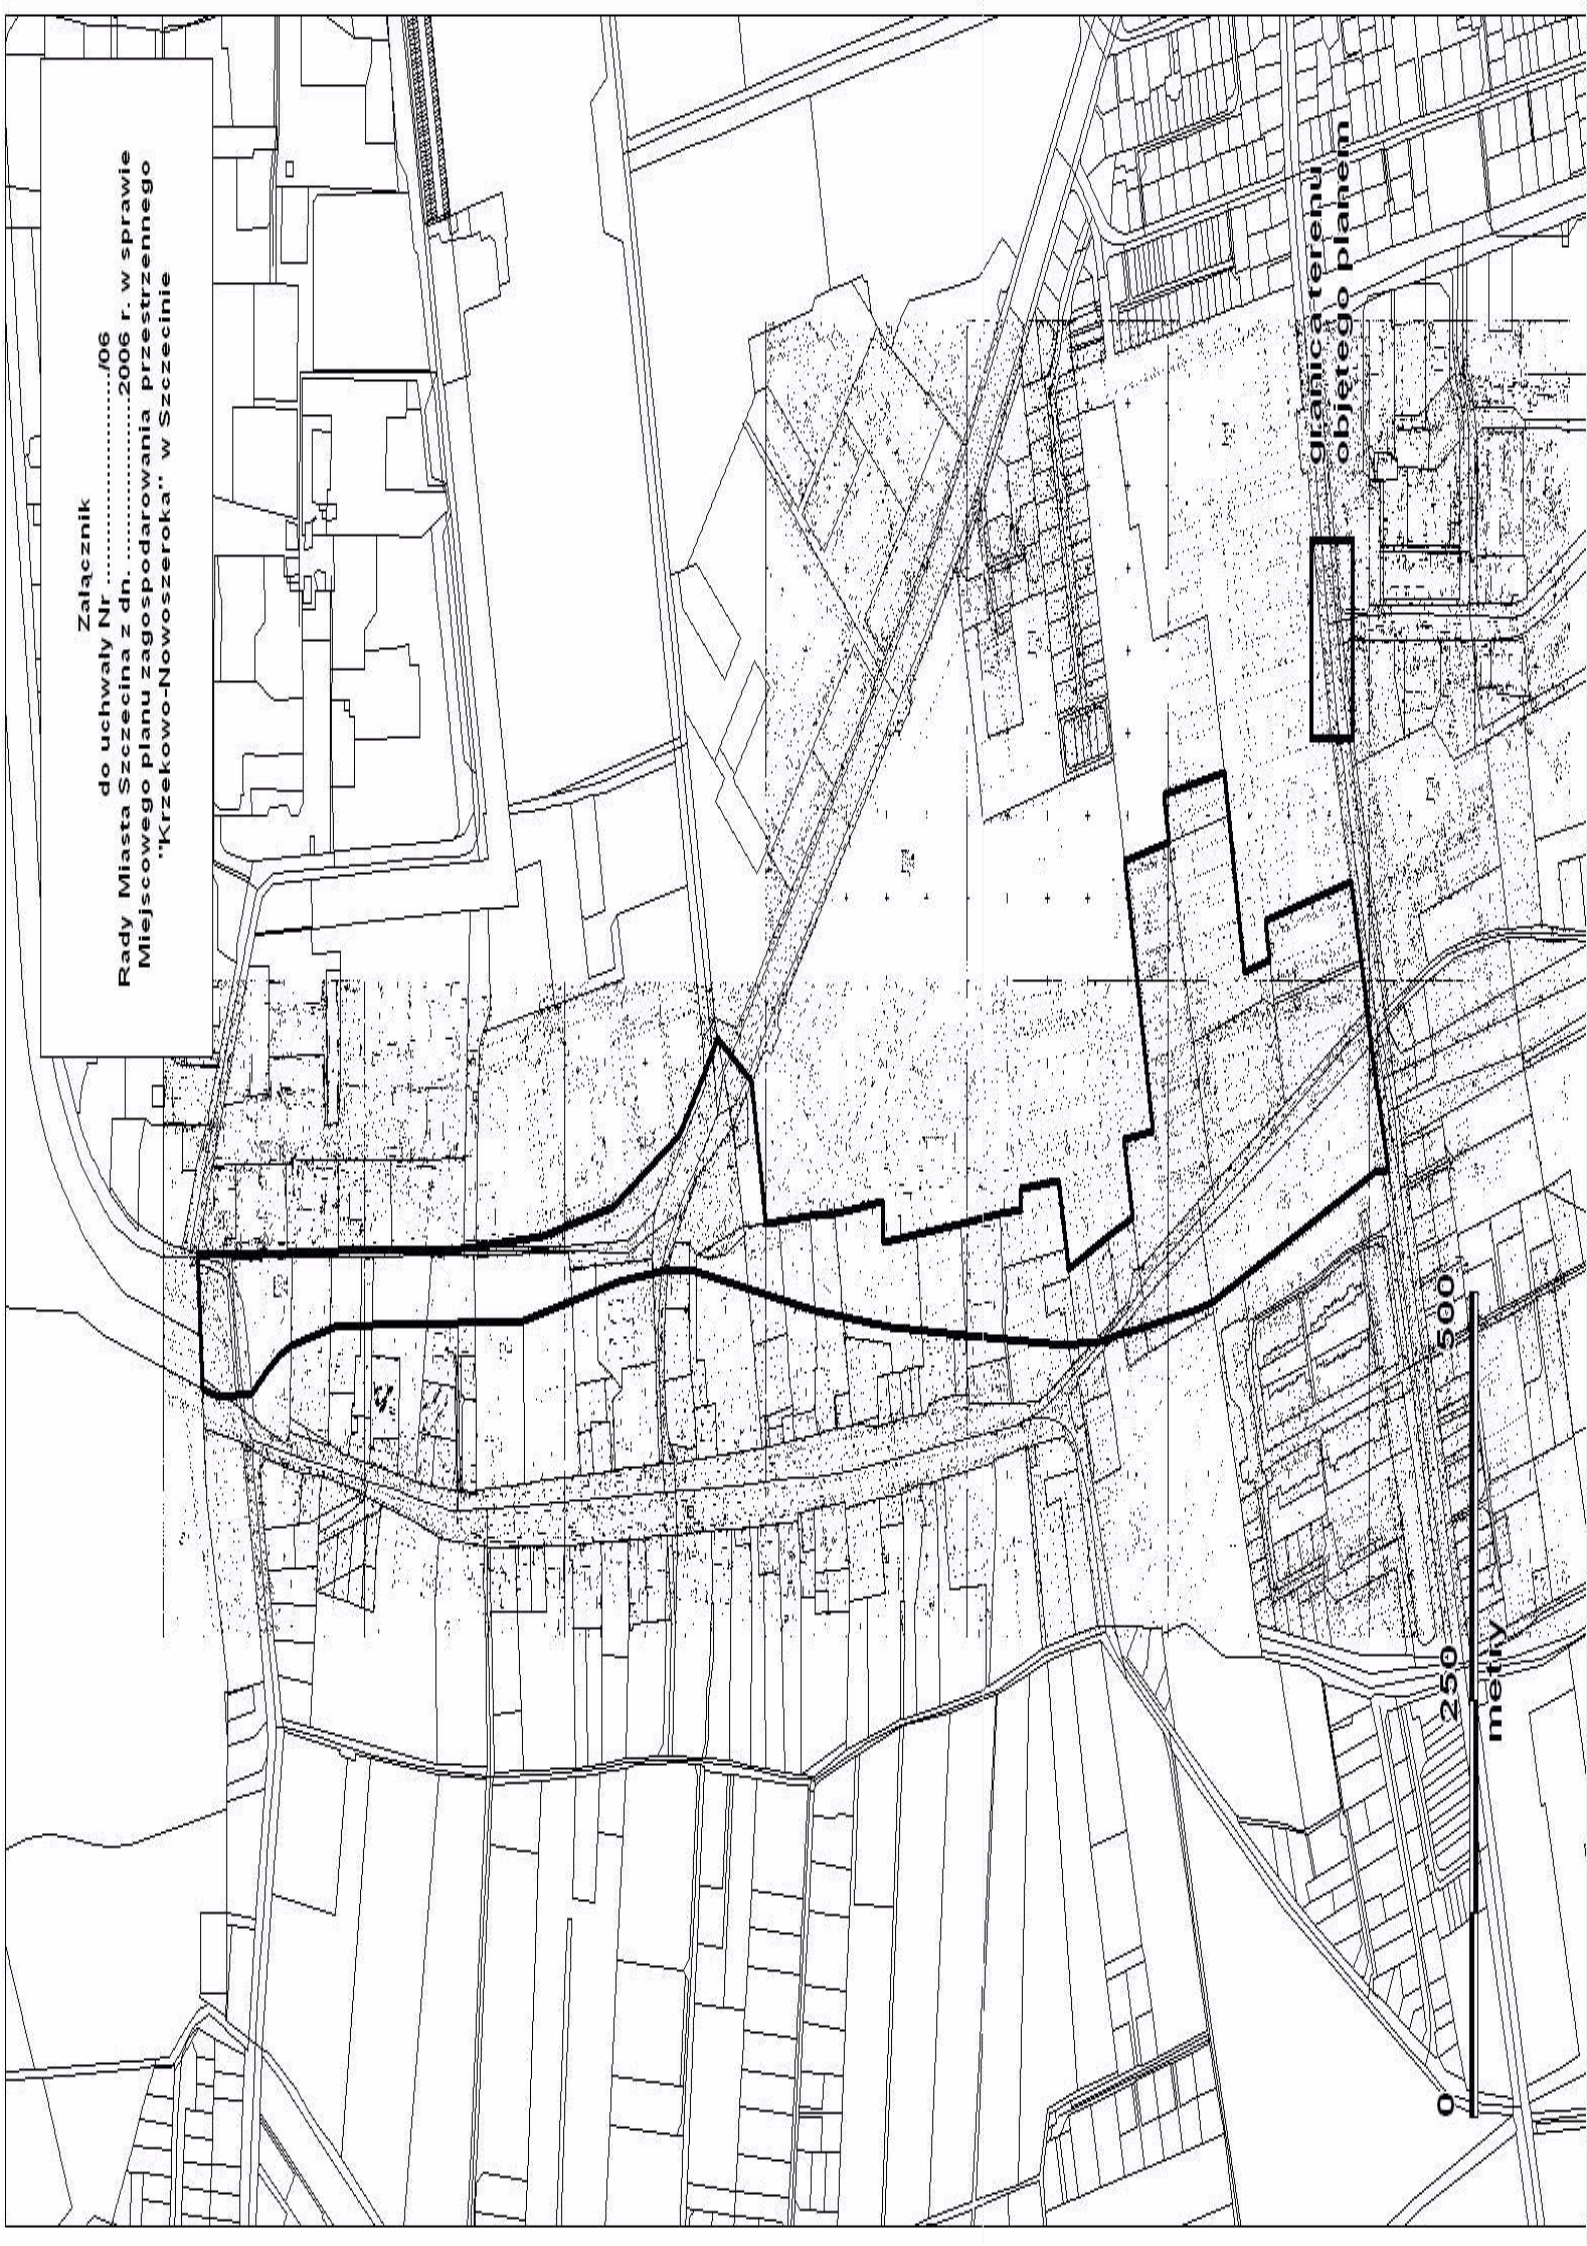 Załącznik
do uchwały Nr ............................../06
Rady Miasta Szczecina z dn. ......................2006 r. w sprawie
Miejscowego planu zagospodarowania przestrzennego
"Krzekowo-Nowoszeroka" w Szczecinie
granica terenu
objętego planem
0 250 500
metry